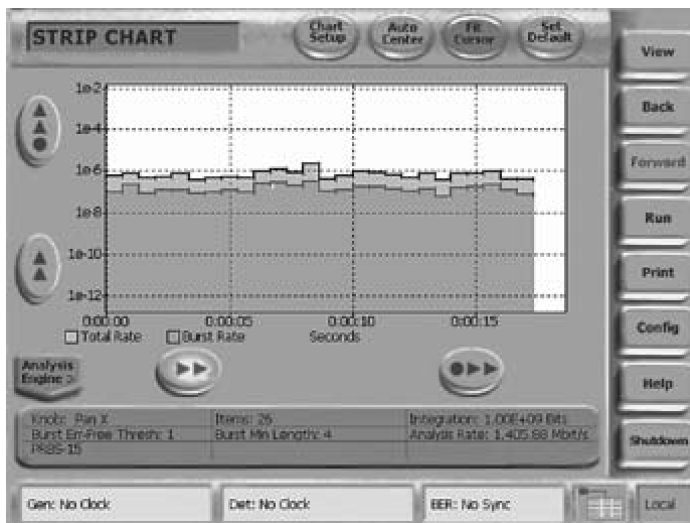 STRIP CHART
Chart Setup
Auto Center
Fit Cursor
Set Default
View
Back
Forward
Run
Print
Config
Help
Shutdown
1e-2
1e-4
1e-6
1e-8
1e-10
1e-12
0:00:00 0:00:05 0:00:10 0:00:15
Total Rate Burst Rate Seconds
Analysis
Engine >
Knob: Pan X
Burst Err-Free Thresh: 1
PRBS-15
Items: 26
Burst Min Length: 4
Integration: 1.00E+09 Bits
Analysis Rate: 1,405.88 Mbit/s
Gen: No Clock
Det: No Clock
BER: No Sync
Local